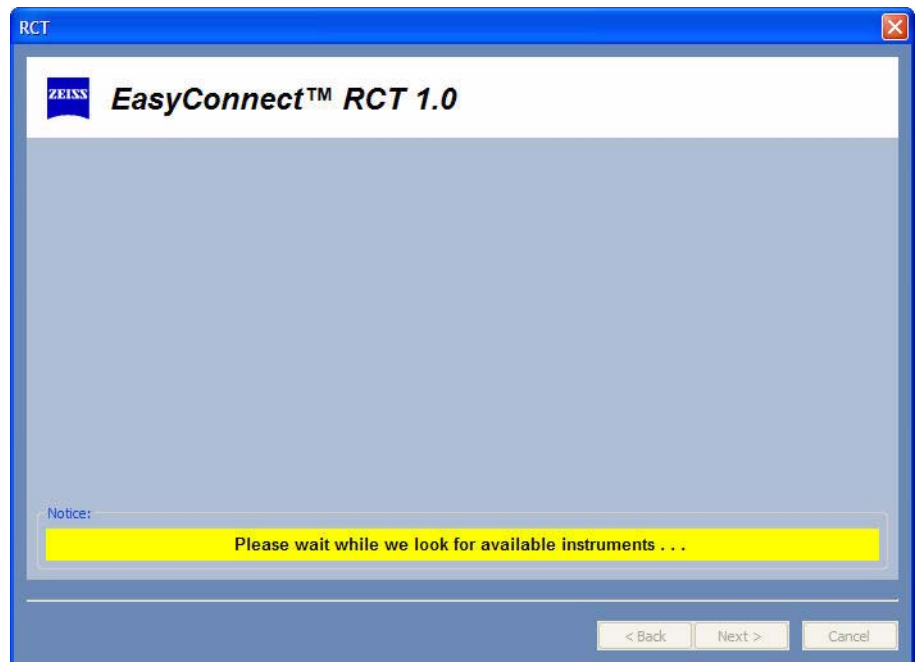 RCT
ZEISS
EasyConnect™ RCT 1.0
Notice:
Please wait while we look for available instruments . . .
< Back Next > Cancel